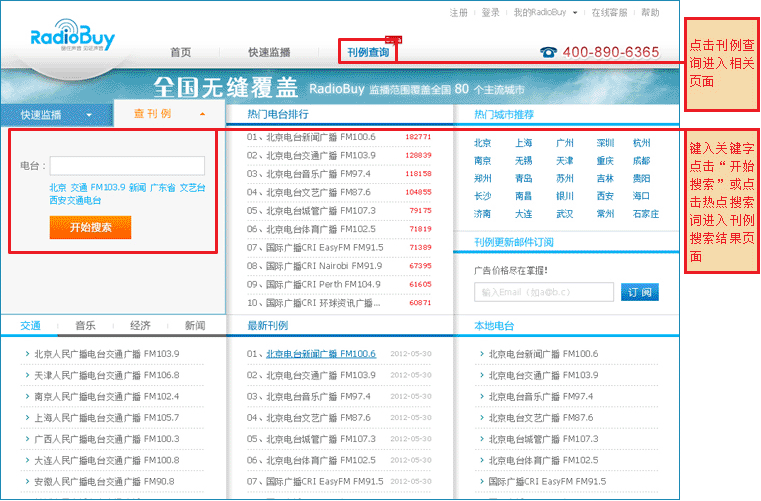 注册 登录 我的RadioBuy 在线客服 帮助
RadioBuy
首页 快速监播 刊例查询 400-890-6365
点击刊例查
询进入相关
页面
全国无缝覆盖 RadioBuy 监播范围覆盖全国 80 个主流城市
快速监播 查 刊 例
电台：
北京 交通 FM103.9 新闻 广东省 文艺台
西安交通电台
开始搜索
热门电台排行
01、北京电台新闻广播 FM100.6 182771
02、北京电台交通广播 FM103.9 128839
03、北京电台音乐广播 FM97.4 118158
04、北京电台文艺广播 FM87.6 104855
05、北京电台城管广播 FM107.3 79175
06、北京电台体育广播 FM102.5 71819
07、国际广播CRI EasyFM FM91.5 71389
08、国际广播CRI Nairobi FM91.9 67395
09、国际广播CRI Perth FM104.9 61605
10、国际广播CRI 环球资讯广播... 60871
热门城市推荐
北京 上海 广州 深圳 杭州
南京 无锡 天津 重庆 成都
郑州 青岛 苏州 吉林 贵阳
长沙 南昌 银川 西安 海口
济南 大连 武汉 常州 石家庄
键入关键字
点击“开始
搜索”或点
击热点搜索
词进入刊例
搜索结果页
面
刊例更新邮件订阅
广告价格尽在掌握！
输入Email（如a@b.c） 订 阅
交通 音乐 经济 新闻
北京人民广播电台交通广播 FM103.9
天津人民广播电台交通广播 FM106.8
南京人民广播电台交通广播 FM102.4
上海人民广播电台交通广播 FM105.7
广西人民广播电台交通广播 FM100.3
大连人民广播电台交通广播 FM100.8
安徽人民广播电台交通广播 FM90.8
最新刊例
01、北京电台新闻广播 FM100.6 2012-05-30
02、北京电台交通广播 FM103.9 2012-05-30
03、北京电台音乐广播 FM97.4 2012-05-30
04、北京电台文艺广播 FM87.6 2012-05-30
05、北京电台城管广播 FM107.3 2012-05-30
06、北京电台体育广播 FM102.5 2012-05-30
07、国际广播CRI EasyFM FM91.5 2012-05-30
本地电台
北京电台新闻广播 FM100.6
北京电台交通广播 FM103.9
北京电台音乐广播 FM97.4
北京电台文艺广播 FM87.6
北京电台城管广播 FM107.3
北京电台体育广播 FM102.5
国际广播CRI EasyFM FM91.5